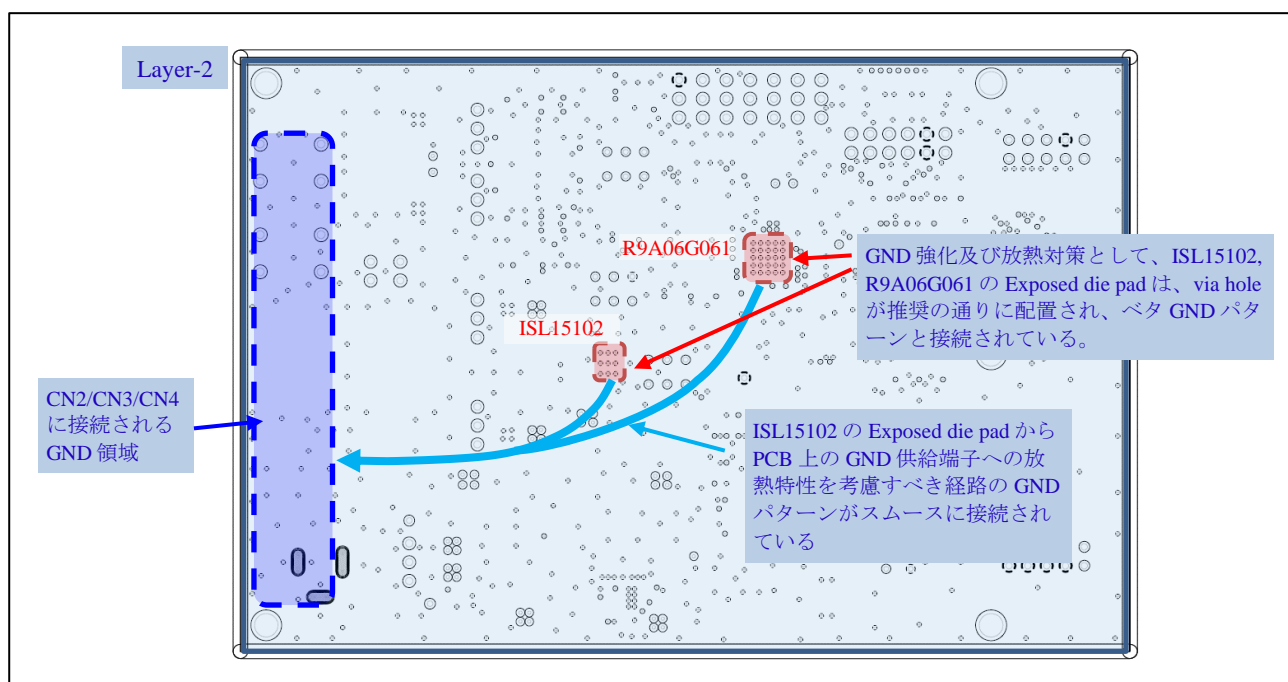 Layer-2
R9A06G061
GND 強化及び放熱対策として、ISL15102,
R9A06G061 の Exposed die pad は、via hole
が推奨の通りに配置され、ベタ GND パタ
ーンと接続されている。
ISL15102
CN2/CN3/CN4
に接続される
GND 領域
ISL15102 の Exposed die pad から
PCB 上の GND 供給端子への放
熱特性を考慮すべき経路の GND
パターンがスムースに接続され
ている